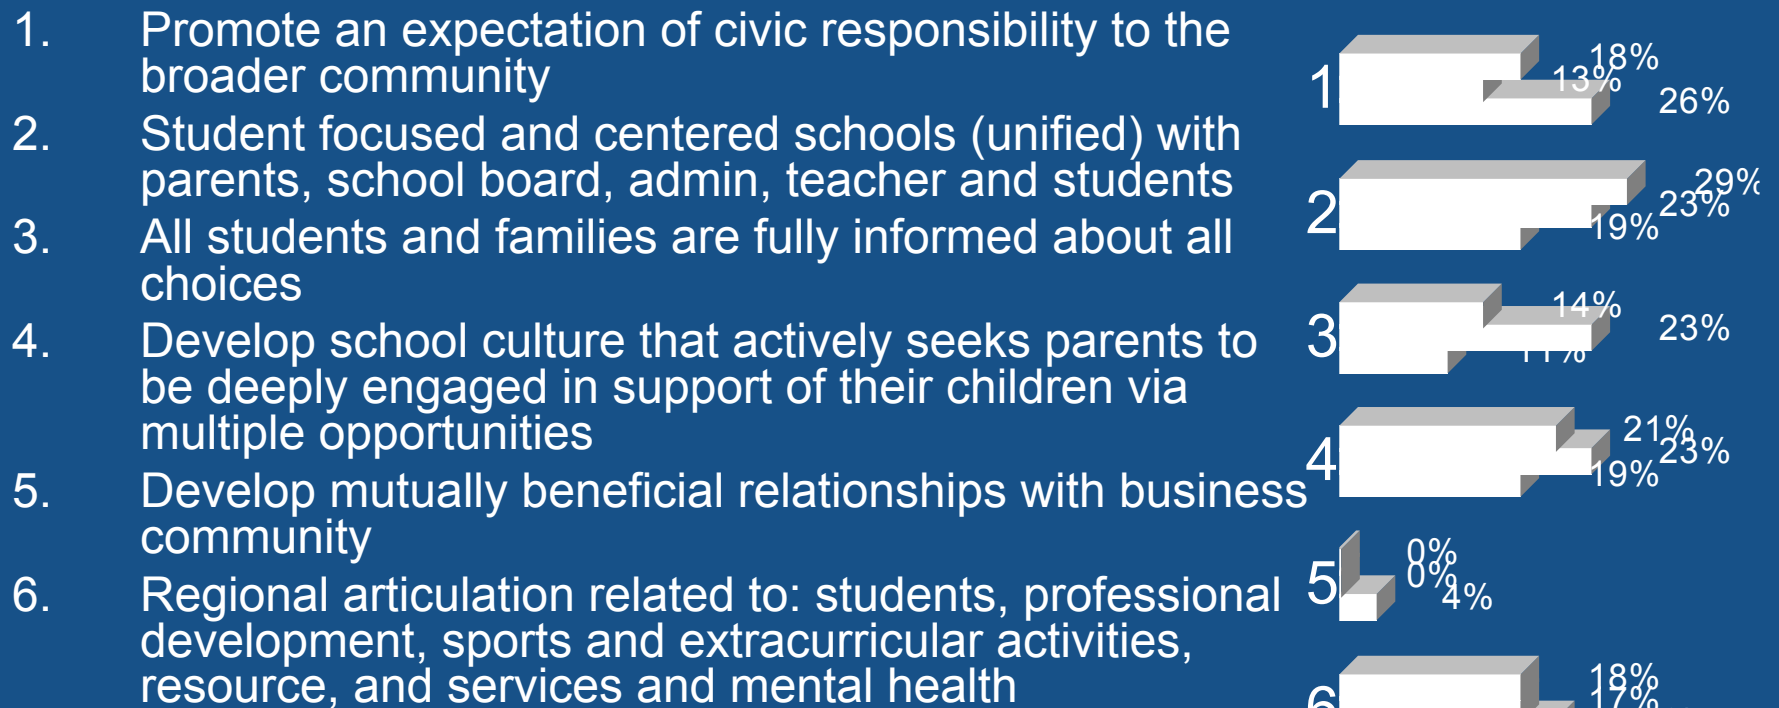 1. Promote an expectation of civic responsibility to the
broader community
2. Student focused and centered schools (unified) with
parents, school board, admin, teacher and students
3. All students and families are fully informed about all
choices
4. Develop school culture that actively seeks parents to
be deeply engaged in support of their children via
multiple opportunities
5. Develop mutually beneficial relationships with business
community
6. Regional articulation related to: students, professional
development, sports and extracurricular activities,
resource, and services and mental health
1
18%
13%
26%
2
29%
23%
19%
3
14%
23%
11%
4
21%
23%
19%
5
0%
0%
4%
6
18%
17%